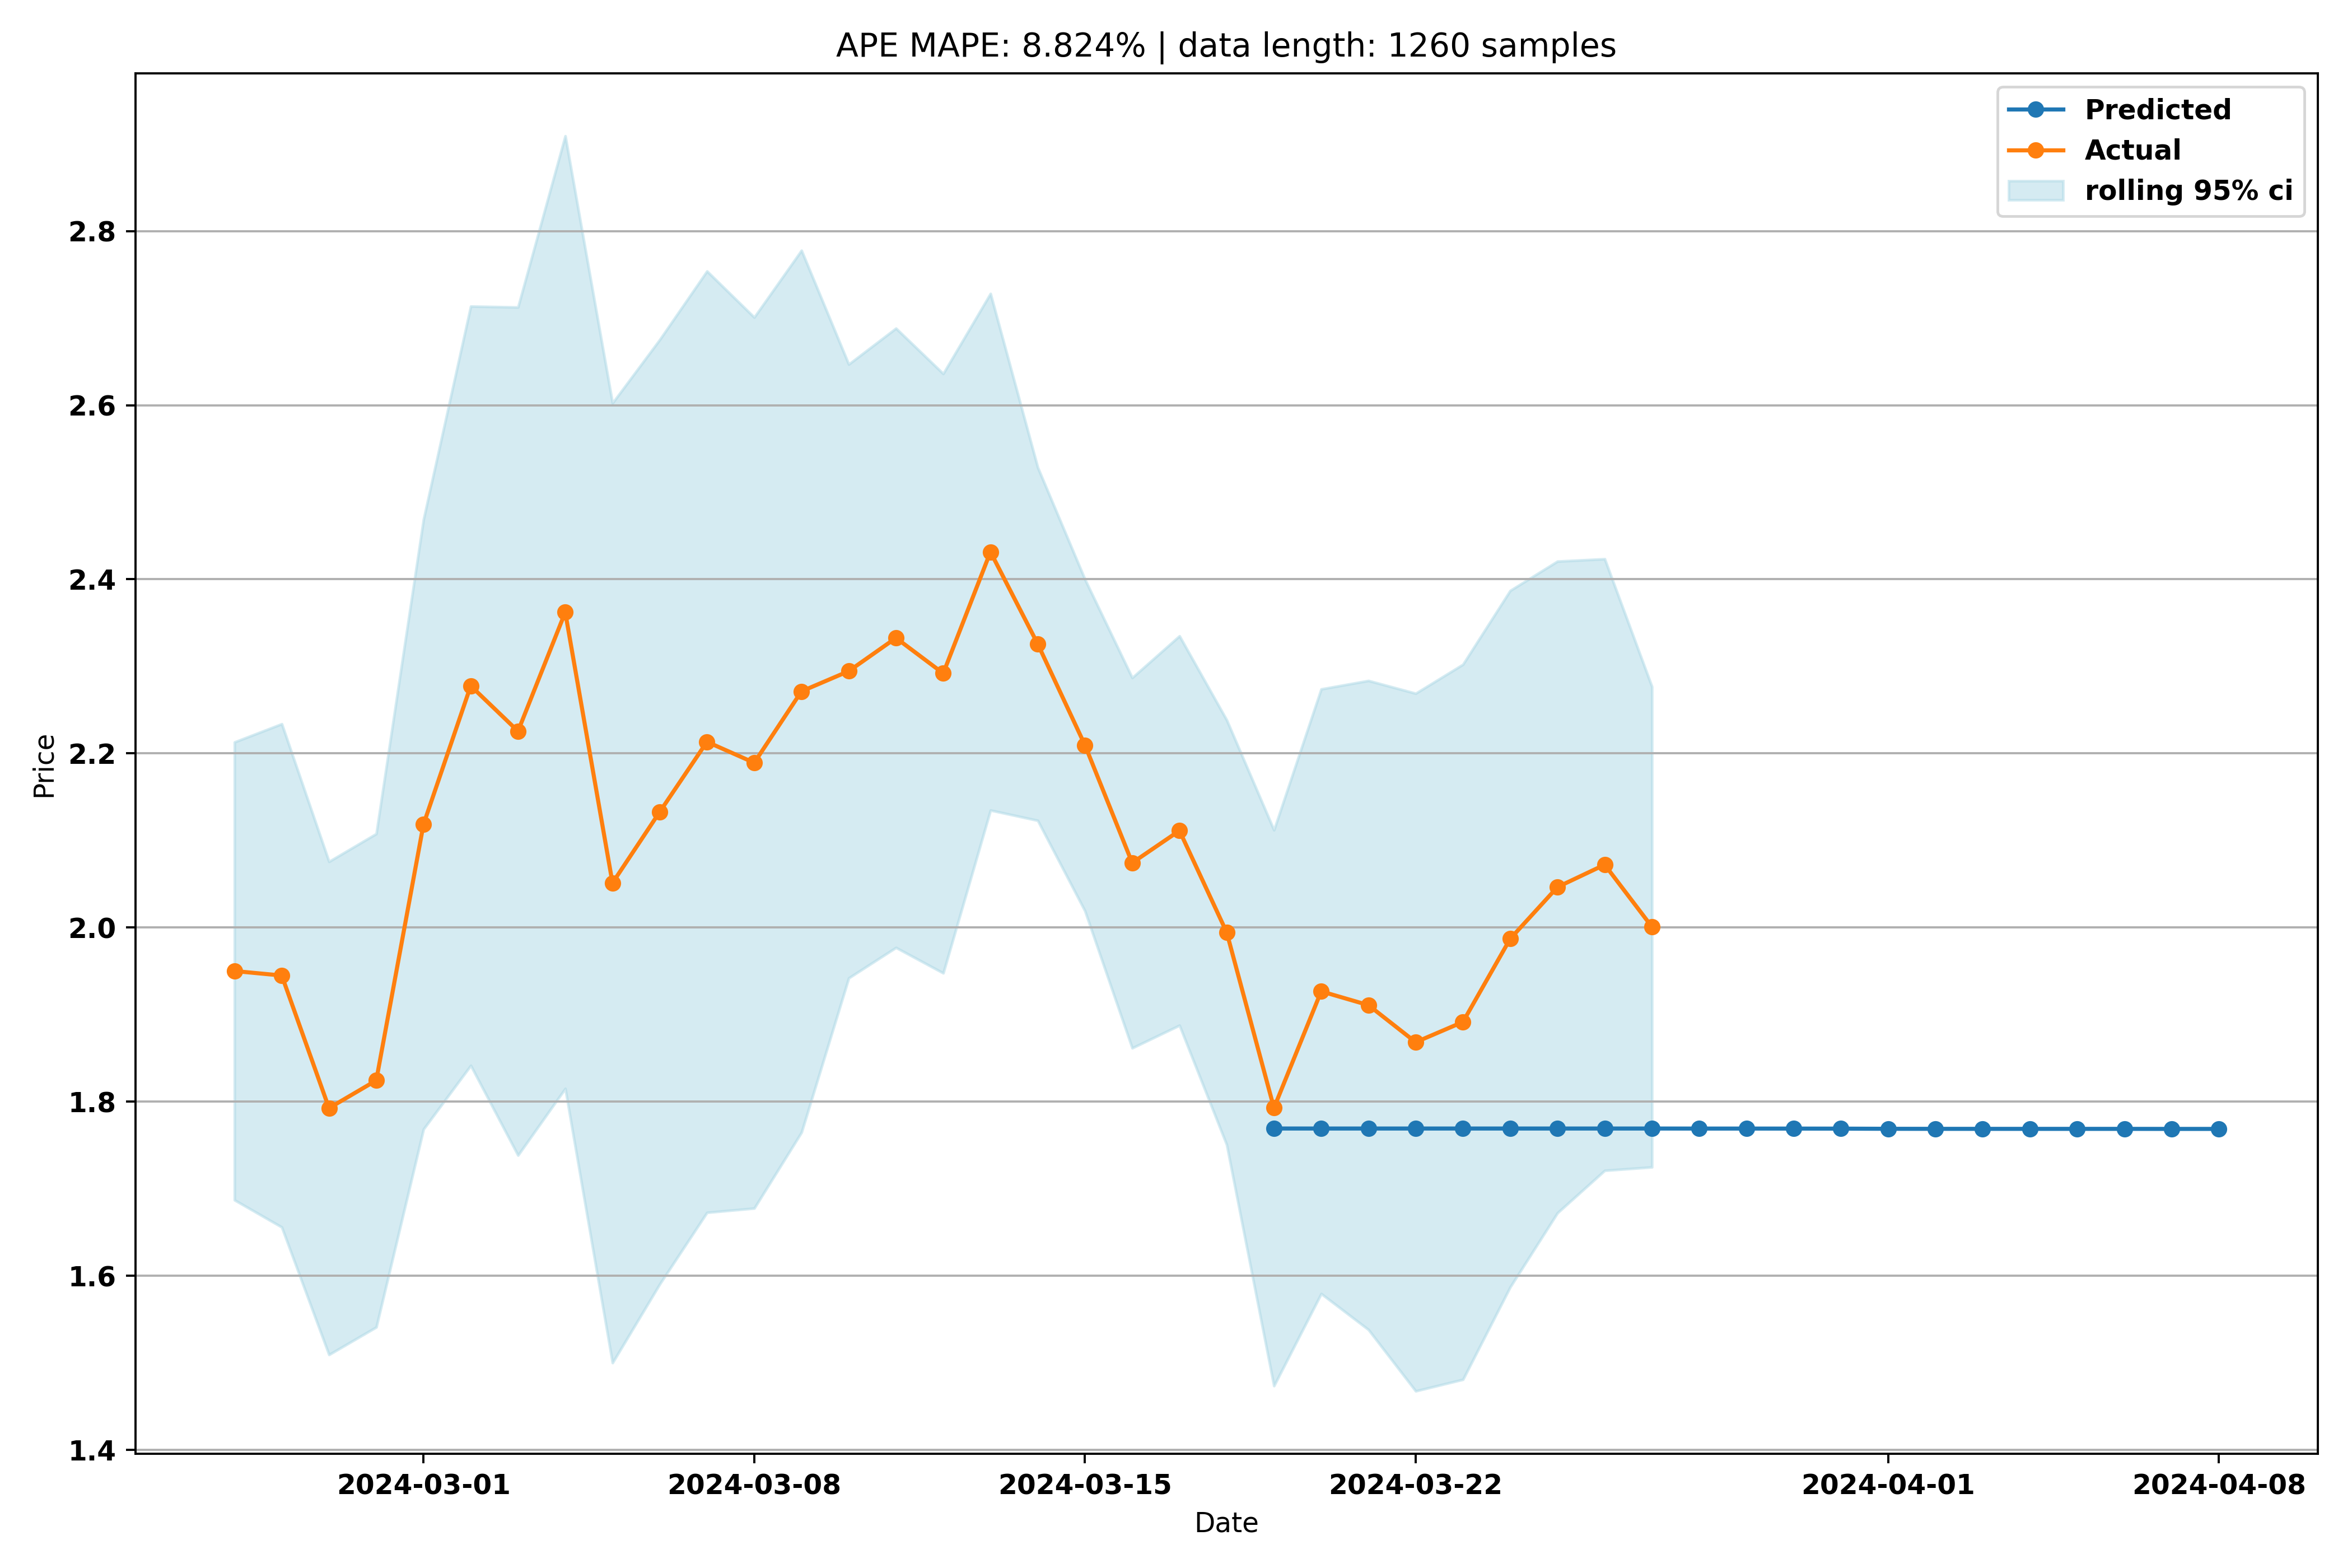 APE MAPE: 8.824% | data length: 1260 samples
Predicted
Actual
rolling 95% ci
2.8
2.6
2.4
2.2
2.0
1.8
1.6
1.4
Price
2024-03-01 2024-03-08 2024-03-15 2024-03-22 2024-04-01 2024-04-08
Date